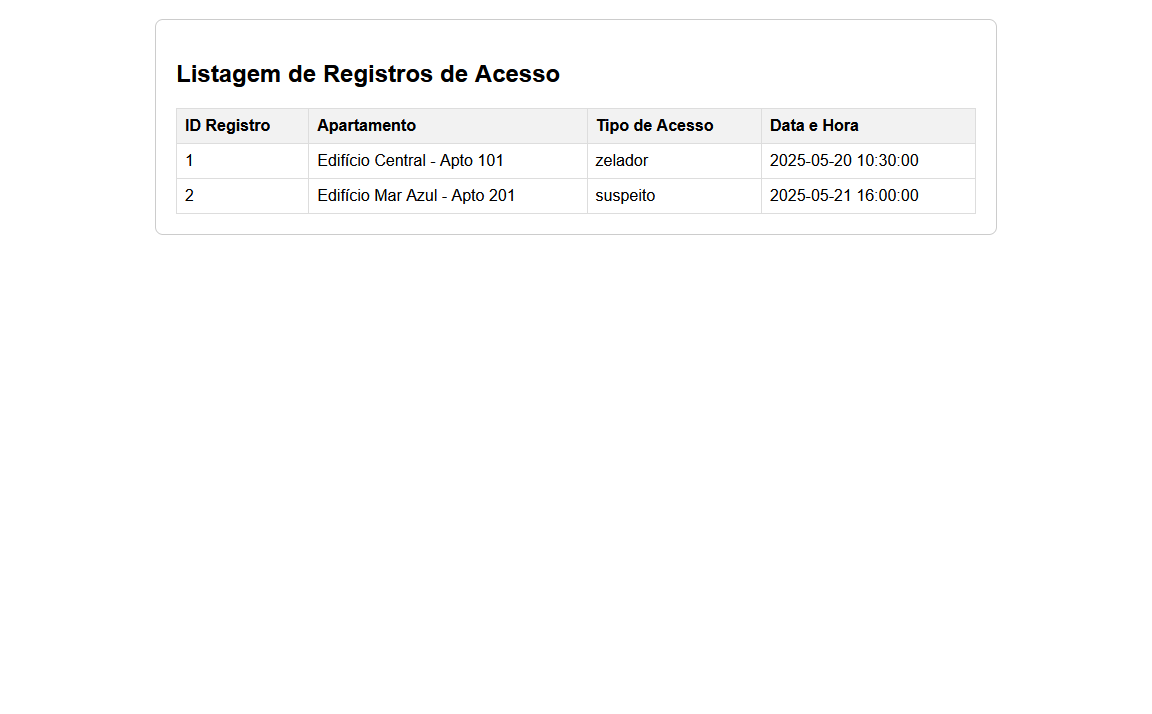 Listagem de Registros de Acesso
ID Registro Apartamento Tipo de Acesso Data e Hora
1 Edifício Central - Apto 101 zelador 2025-05-20 10:30:00
2 Edifício Mar Azul - Apto 201 suspeito 2025-05-21 16:00:00